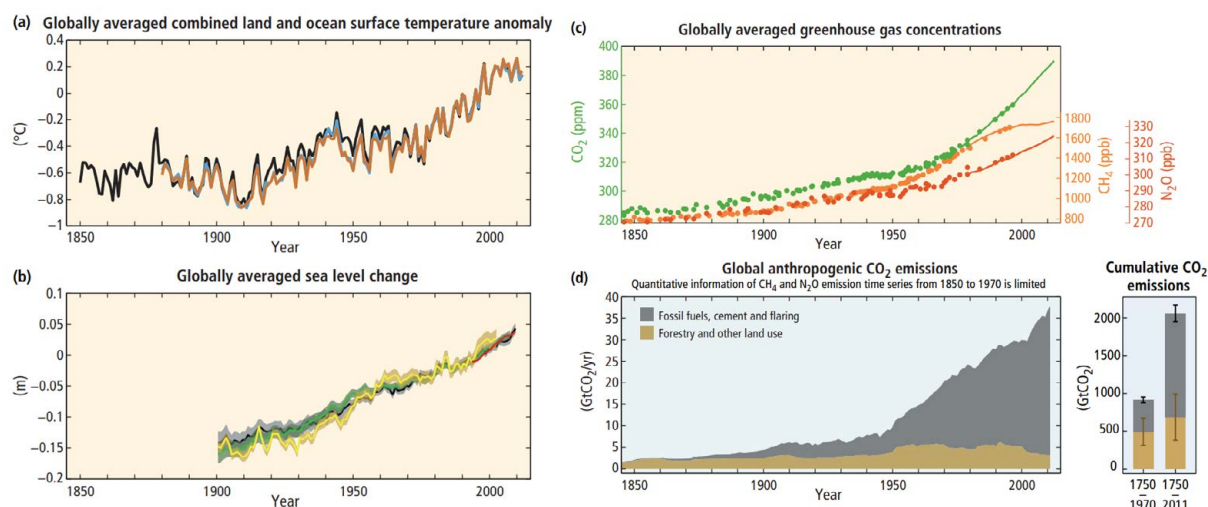 (a)
Globally averaged combined land and ocean surface temperature anomaly
0.4
0.2
0
−0.2
−0.4
−0.6
−0.8
−1
(°C)
1850
1900
1950
2000
Year
(b)
Globally averaged sea level change
0.1
0.05
0
−0.05
−0.1
−0.15
−0.2
(m)
1850
1900
1950
2000
Year
(c)
Globally averaged greenhouse gas concentrations
400
380
360
340
320
300
280
CO2 (ppm)
1800
1600
1400
1200
1000
800
CH4 (ppb)
330
320
310
300
290
280
270
N2O (ppb)
1850
1900
1950
2000
Year
(d)
Global anthropogenic CO2 emissions
Quantitative information of CH4 and N2O emission time series from 1850 to 1970 is limited
40
35
30
25
20
15
10
5
0
(GtCO2/yr)
Fossil fuels, cement and flaring
Forestry and other land use
1850
1900
1950
2000
Year
Cumulative CO2
emissions
2000
1500
1000
500
0
(GtCO2)
1750
–
1970
1750
–
2011